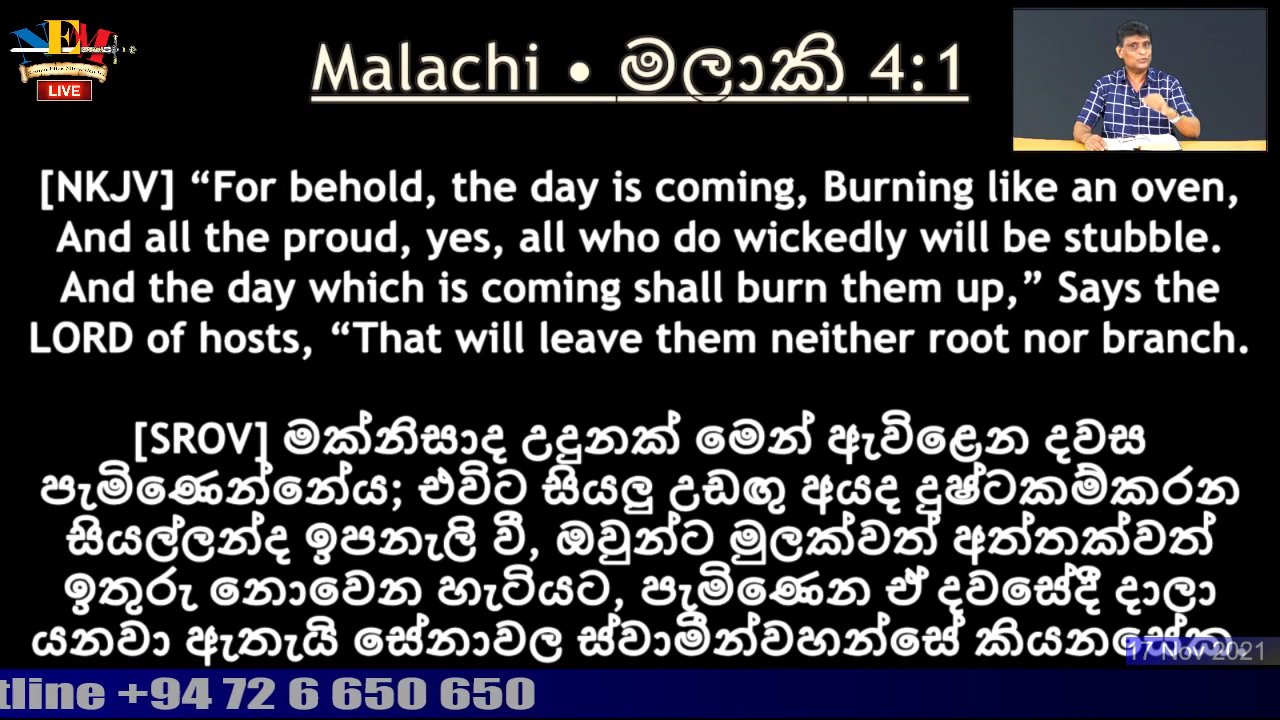 NEM
LIVE
Malachi • මලාකි 4:1
[NKJV] “For behold, the day is coming, Burning like an oven,
And all the proud, yes, all who do wickedly will be stubble.
And the day which is coming shall burn them up,” Says the
LORD of hosts, “That will leave them neither root nor branch.
[SROV] මක්නිසාද උදුනක් මෙන් ඇවිළෙන දවස
පැමිණෙන්නේය; එවිට සියලු උඩඟු අයද දුෂ්ටකම්කරන
සියල්ලන්ද ඉපනැලි වී, ඔවුන්ට මුලක්වත් අත්තක්වත්
ඉතුරු නොවෙන හැටියට, පැමිණෙන ඒ දවසේදී දාලා
යනවා ඇතැයි සේනාවල ස්වාමීන්වහන්සේ කියනසේක.
17 Nov 2021
tline +94 72 6 650 650